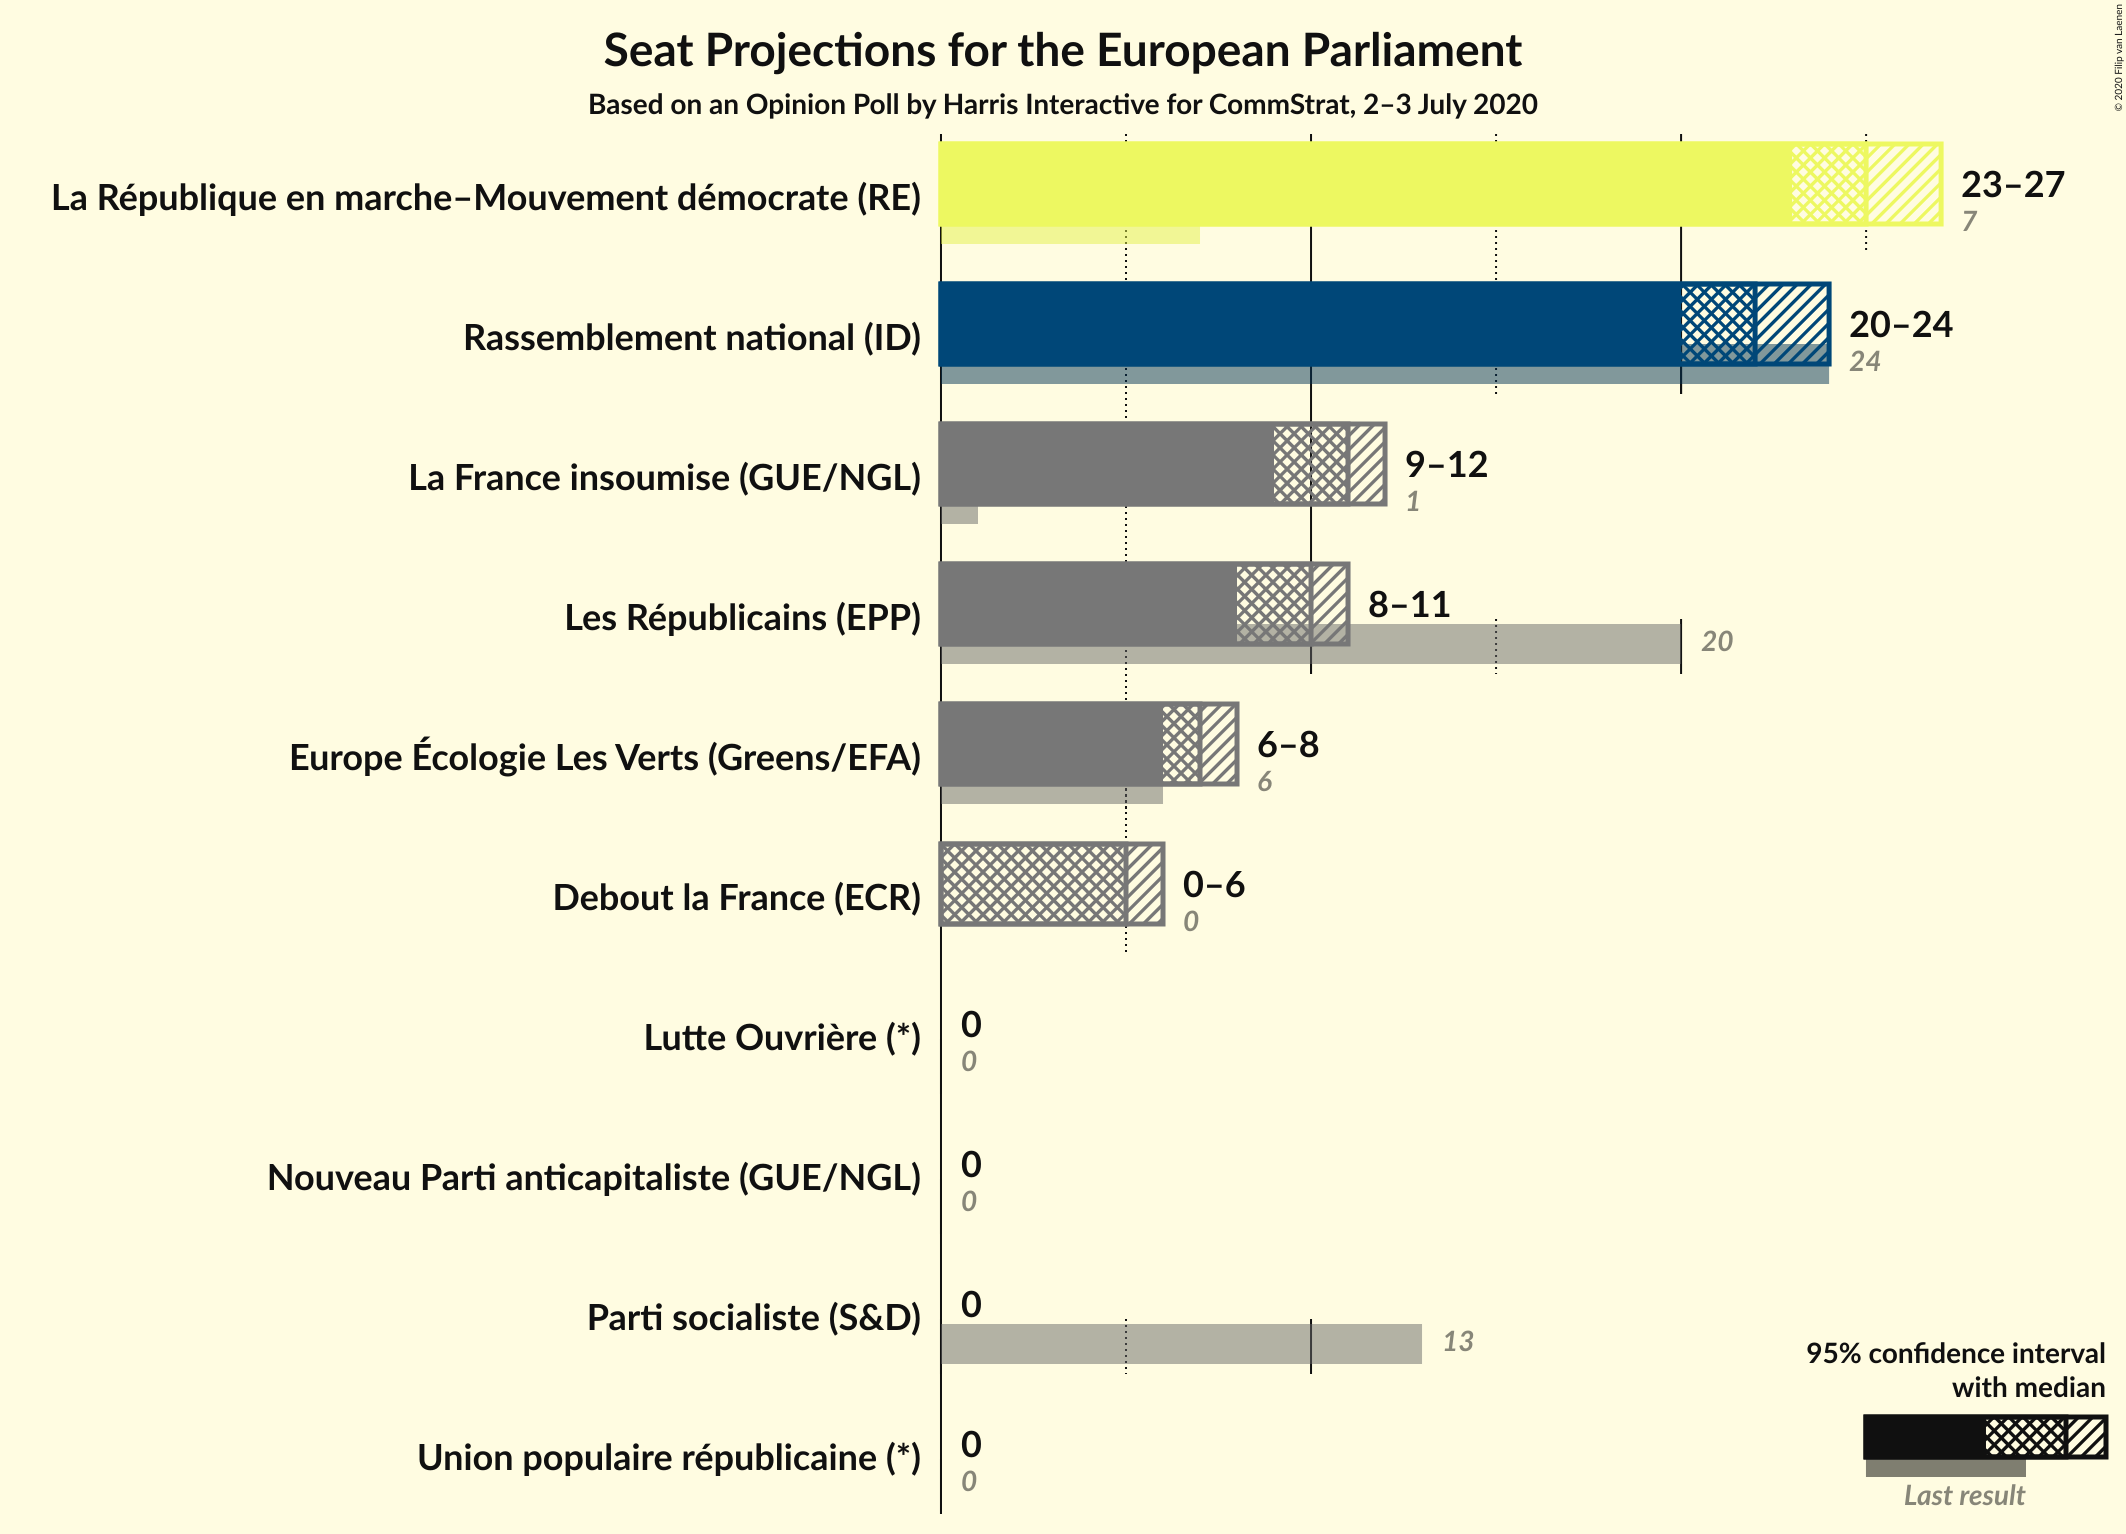 Seat Projections for the European Parliament
Based on an Opinion Poll by Harris Interactive for CommStrat, 2–3 July 2020
© 2020 Filip van Laenen
La République en marche–Mouvement démocrate (RE)
23–27
7
Rassemblement national (ID)
20–24
24
La France insoumise (GUE/NGL)
9–12
1
Les Républicains (EPP)
8–11
20
Europe Écologie Les Verts (Greens/EFA)
6–8
6
Debout la France (ECR)
0–6
0
Lutte Ouvrière (*)
0
0
Nouveau Parti anticapitaliste (GUE/NGL)
0
0
Parti socialiste (S&D)
0
13
Union populaire républicaine (*)
0
0
95% confidence interval
with median
Last result